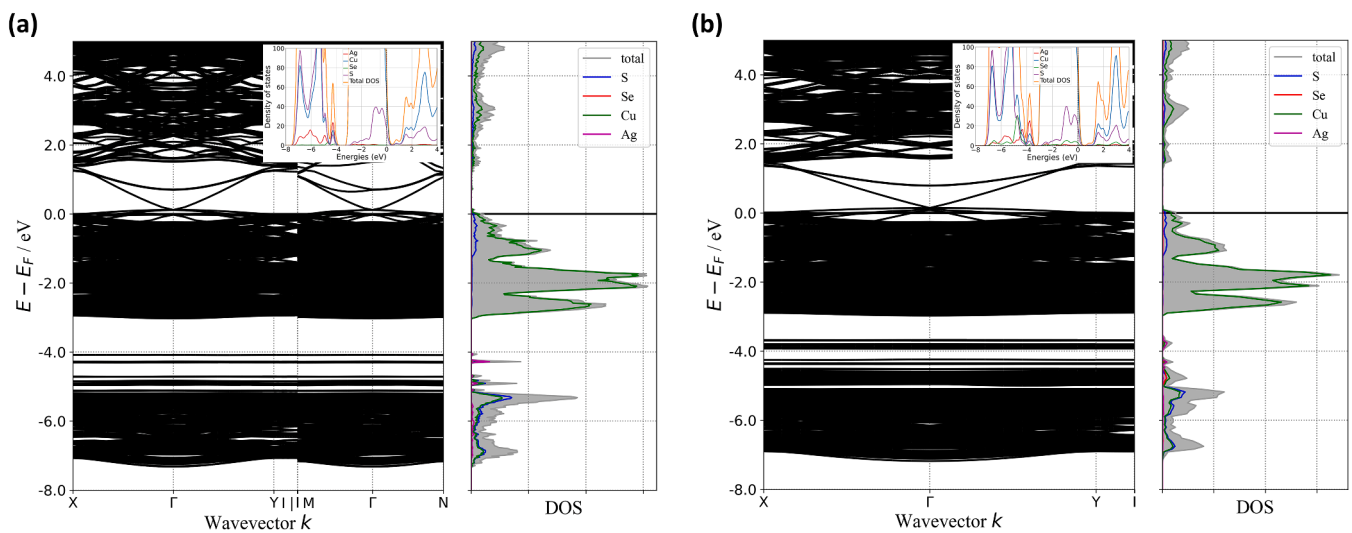 (a)
4.0
2.0
0.0
-2.0
-4.0
-6.0
-8.0
E − E_F / eV
X Γ Y I | I M Γ N
Wavevector k
100
80
60
40
20
0
Density of states
Ag
Cu
Se
S
Total DOS
−8 −6 −4 −2 0 2 4
Energies (eV)
total
S
Se
Cu
Ag
DOS
(b)
4.0
2.0
0.0
-2.0
-4.0
-6.0
-8.0
E − E_F / eV
X Γ Y I
Wavevector k
100
80
60
40
20
0
Density of states
Ag
Cu
Se
S
Total DOS
−8 −6 −4 −2 0 2 4
Energies (eV)
total
S
Se
Cu
Ag
DOS